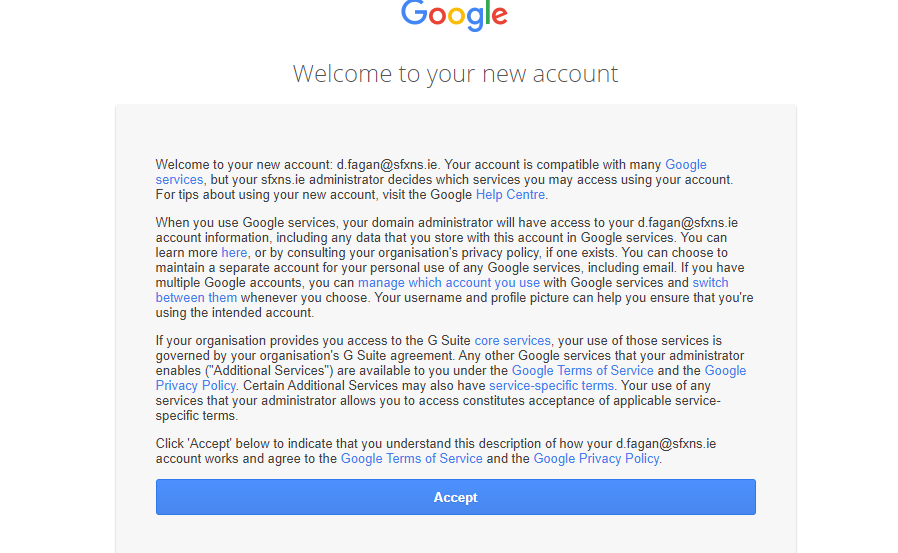 Google
Welcome to your new account
Welcome to your new account: d.fagan@sfxns.ie. Your account is compatible with many Google
services, but your sfxns.ie administrator decides which services you may access using your account.
For tips about using your new account, visit the Google Help Centre.
When you use Google services, your domain administrator will have access to your d.fagan@sfxns.ie
account information, including any data that you store with this account in Google services. You can
learn more here, or by consulting your organisation's privacy policy, if one exists. You can choose to
maintain a separate account for your personal use of any Google services, including email. If you have
multiple Google accounts, you can manage which account you use with Google services and switch
between them whenever you choose. Your username and profile picture can help you ensure that you're
using the intended account.
If your organisation provides you access to the G Suite core services, your use of those services is
governed by your organisation's G Suite agreement. Any other Google services that your administrator
enables ("Additional Services") are available to you under the Google Terms of Service and the Google
Privacy Policy. Certain Additional Services may also have service-specific terms. Your use of any
services that your administrator allows you to access constitutes acceptance of applicable service-
specific terms.
Click 'Accept' below to indicate that you understand this description of how your d.fagan@sfxns.ie
account works and agree to the Google Terms of Service and the Google Privacy Policy.
Accept